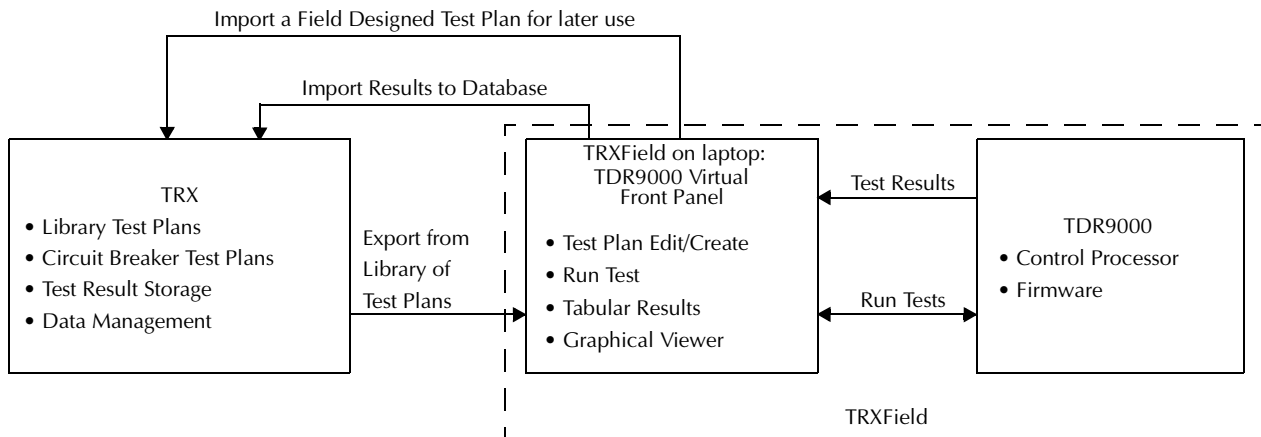 Import a Field Designed Test Plan for later use
Import Results to Database
TRX
• Library Test Plans
• Circuit Breaker Test Plans
• Test Result Storage
• Data Management
Export from
Library of
Test Plans
TRXField on laptop:
TDR9000 Virtual
Front Panel
• Test Plan Edit/Create
• Run Test
• Tabular Results
• Graphical Viewer
Test Results
Run Tests
TDR9000
• Control Processor
• Firmware
TRXField